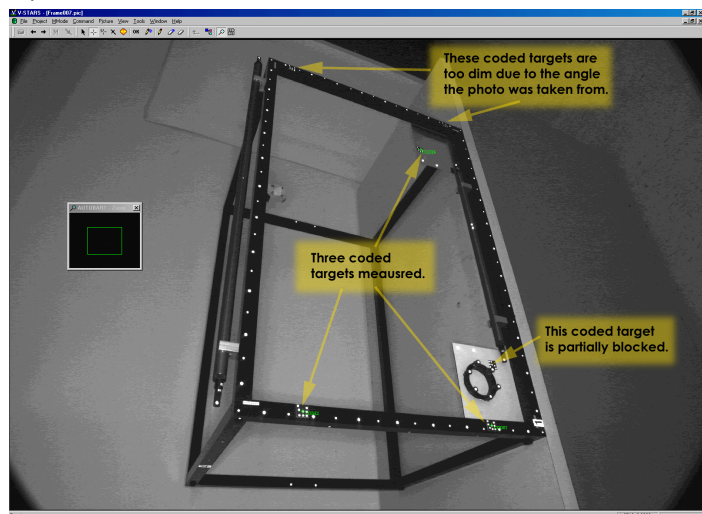 V-STARS - [Frame007.pic]
File Project MMode Command Picture View Tools Window Help
These coded targets are
too dim due to the angle
the photo was taken from.
Three coded
targets meausred.
This coded target
is partially blocked.